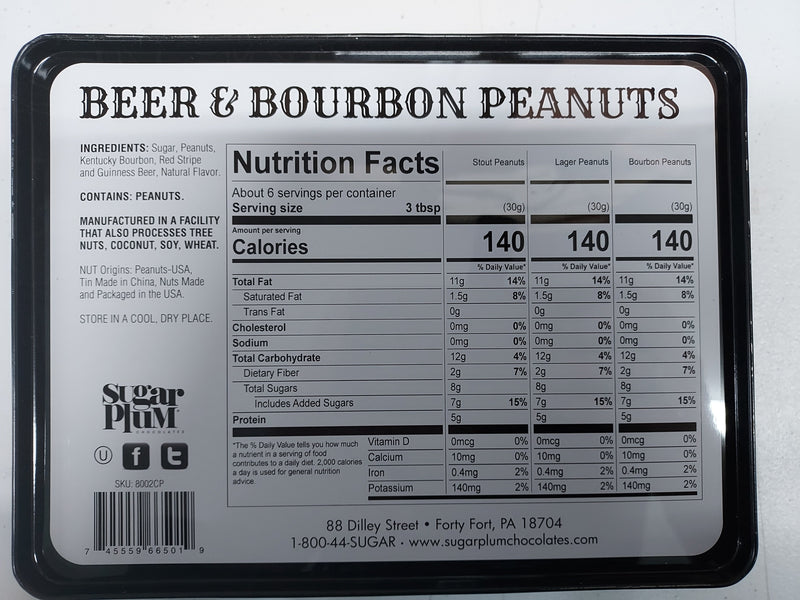 BEER & BOURBON PEANUTS
INGREDIENTS: Sugar, Peanuts,
Kentucky Bourbon, Red Stripe
and Guinness Beer, Natural Flavor.
CONTAINS: PEANUTS.
MANUFACTURED IN A FACILITY
THAT ALSO PROCESSES TREE
NUTS, COCONUT, SOY, WHEAT.
NUT Origins: Peanuts-USA,
Tin Made in China, Nuts Made
and Packaged in the USA.
STORE IN A COOL, DRY PLACE.
Sugar
PLUM
CHOCOLATES
U f t
SKU: 8002CP
7 45559 66501 9
Nutrition Facts Stout Peanuts Lager Peanuts Bourbon Peanuts
About 6 servings per container
Serving size 3 tbsp (30g) (30g) (30g)
Amount per serving
Calories 140 140 140
% Daily Value* % Daily Value* % Daily Value*
Total Fat 11g 14% 11g 14% 11g 14%
Saturated Fat 1.5g 8% 1.5g 8% 1.5g 8%
Trans Fat 0g 0g 0g
Cholesterol 0mg 0% 0mg 0% 0mg 0%
Sodium 0mg 0% 0mg 0% 0mg 0%
Total Carbohydrate 12g 4% 12g 4% 12g 4%
Dietary Fiber 2g 7% 2g 7% 2g 7%
Total Sugars 8g 8g 8g
Includes Added Sugars 7g 15% 7g 15% 7g 15%
Protein 5g 5g 5g
Vitamin D 0mcg 0% 0mcg 0% 0mcg 0%
Calcium 10mg 0% 10mg 0% 10mg 0%
Iron 0.4mg 2% 0.4mg 2% 0.4mg 2%
Potassium 140mg 2% 140mg 2% 140mg 2%
*The % Daily Value tells you how much
a nutrient in a serving of food
contributes to a daily diet. 2,000 calories
a day is used for general nutrition
advice.
88 Dilley Street • Forty Fort, PA 18704
1-800-44-SUGAR · www.sugarplumchocolates.com